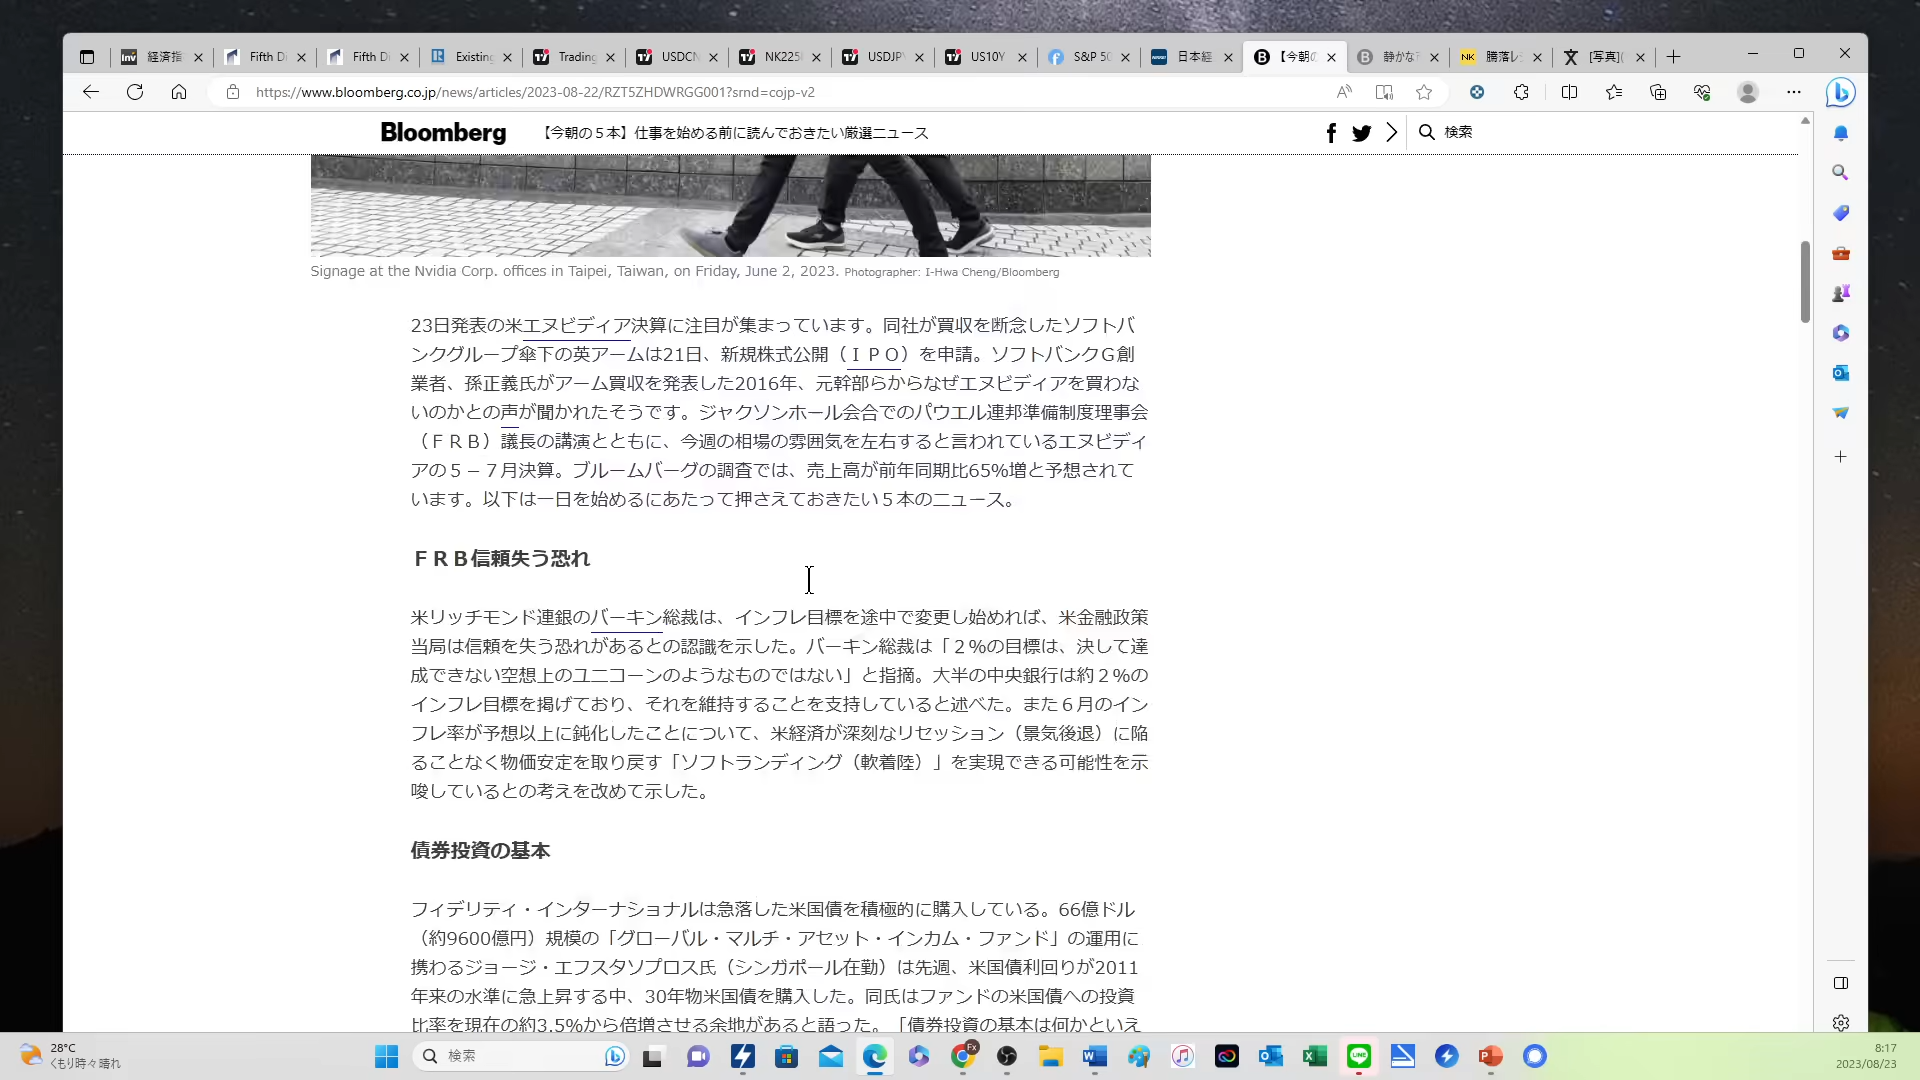 経済指
Fifth Di
Fifth Di
Existing
Trading
USDCN
NK225
USDJPY
US10Y
S&P 50
日本経
【今朝の
静かな
騰落レ
[写真](
https://www.bloomberg.co.jp/news/articles/2023-08-22/RZT5ZHDWRGG001?srnd=cojp-v2
Bloomberg 【今朝の５本】仕事を始める前に読んでおきたい厳選ニュース 検索
Signage at the Nvidia Corp. offices in Taipei, Taiwan, on Friday, June 2, 2023. Photographer: I-Hwa Cheng/Bloomberg
23日発表の米エヌビディア決算に注目が集まっています。同社が買収を断念したソフトバ
ンクグループ傘下の英アームは21日、新規株式公開（ＩＰＯ）を申請。ソフトバンクＧ創
業者、孫正義氏がアーム買収を発表した2016年、元幹部らからなぜエヌビディアを買わな
いのかとの声が聞かれたそうです。ジャクソンホール会合でのパウエル連邦準備制度理事会
（ＦＲＢ）議長の講演とともに、今週の相場の雰囲気を左右すると言われているエヌビディ
アの５－７月決算。ブルームバーグの調査では、売上高が前年同期比65%増と予想されて
います。以下は一日を始めるにあたって押さえておきたい５本のニュース。
ＦＲＢ信頼失う恐れ
米リッチモンド連銀のバーキン総裁は、インフレ目標を途中で変更し始めれば、米金融政策
当局は信頼を失う恐れがあるとの認識を示した。バーキン総裁は「２%の目標は、決して達
成できない空想上のユニコーンのようなものではない」と指摘。大半の中央銀行は約２%の
インフレ目標を掲げており、それを維持することを支持していると述べた。また６月のイン
フレ率が予想以上に鈍化したことについて、米経済が深刻なリセッション（景気後退）に陥
ることなく物価安定を取り戻す「ソフトランディング（軟着陸）」を実現できる可能性を示
唆しているとの考えを改めて示した。
債券投資の基本
フィデリティ・インターナショナルは急落した米国債を積極的に購入している。66億ドル
（約9600億円）規模の「グローバル・マルチ・アセット・インカム・ファンド」の運用に
携わるジョージ・エフスタソプロス氏（シンガポール在勤）は先週、米国債利回りが2011
年来の水準に急上昇する中、30年物米国債を購入した。同氏はファンドの米国債への投資
比率を現在の約3.5%から倍増させる余地があると語った。「債券投資の基本は何かといえ
28°C
くもり時々晴れ
検索
8:17
2023/08/23